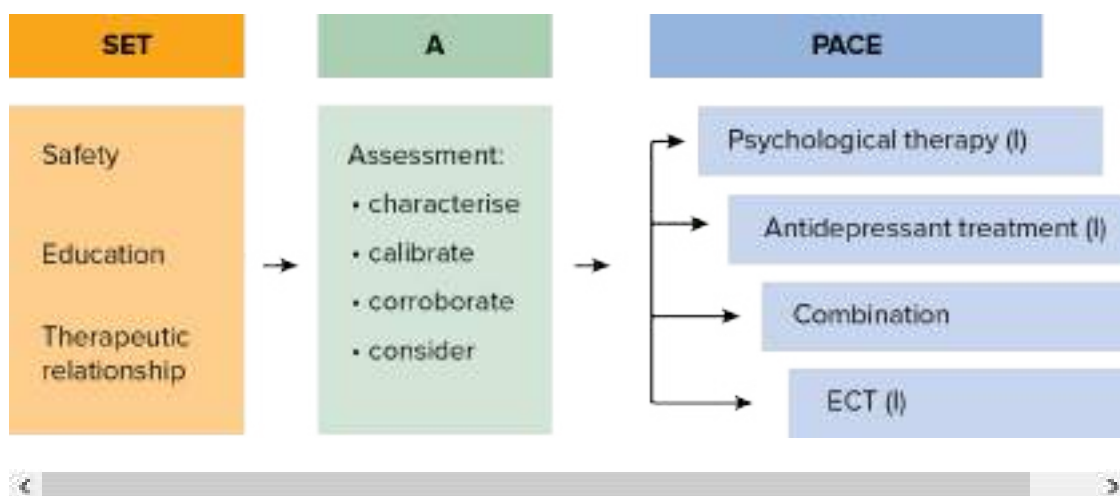 SET
A
PACE
Safety
Education
Therapeutic
relationship
Assessment:
• characterise
• calibrate
• corroborate
• consider
Psychological therapy (I)
Antidepressant treatment (I)
Combination
ECT (I)